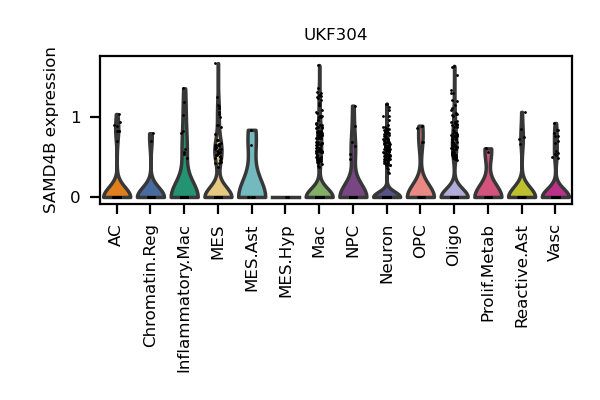 UKF304
SAMD4B expression
1
0
AC
Chromatin.Reg
Inflammatory.Mac
MES
MES.Ast
MES.Hyp
Mac
NPC
Neuron
OPC
Oligo
Prolif.Metab
Reactive.Ast
Vasc